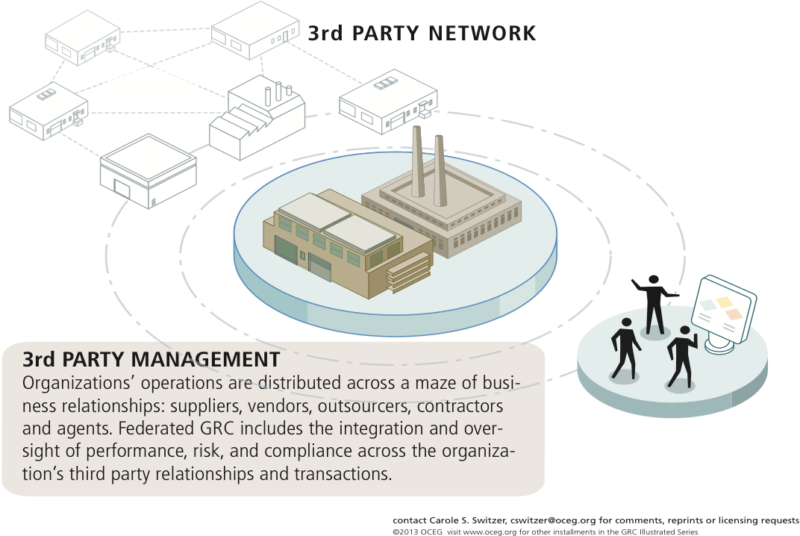 3rd PARTY NETWORK
3rd PARTY MANAGEMENT
Organizations’ operations are distributed across a maze of busi-
ness relationships: suppliers, vendors, outsourcers, contractors
and agents. Federated GRC includes the integration and over-
sight of performance, risk, and compliance across the organiza-
tion’s third party relationships and transactions.
contact Carole S. Switzer, cswitzer@oceg.org for comments, reprints or licensing requests
©2013 OCEG visit www.oceg.org for other installments in the GRC Illustrated Series